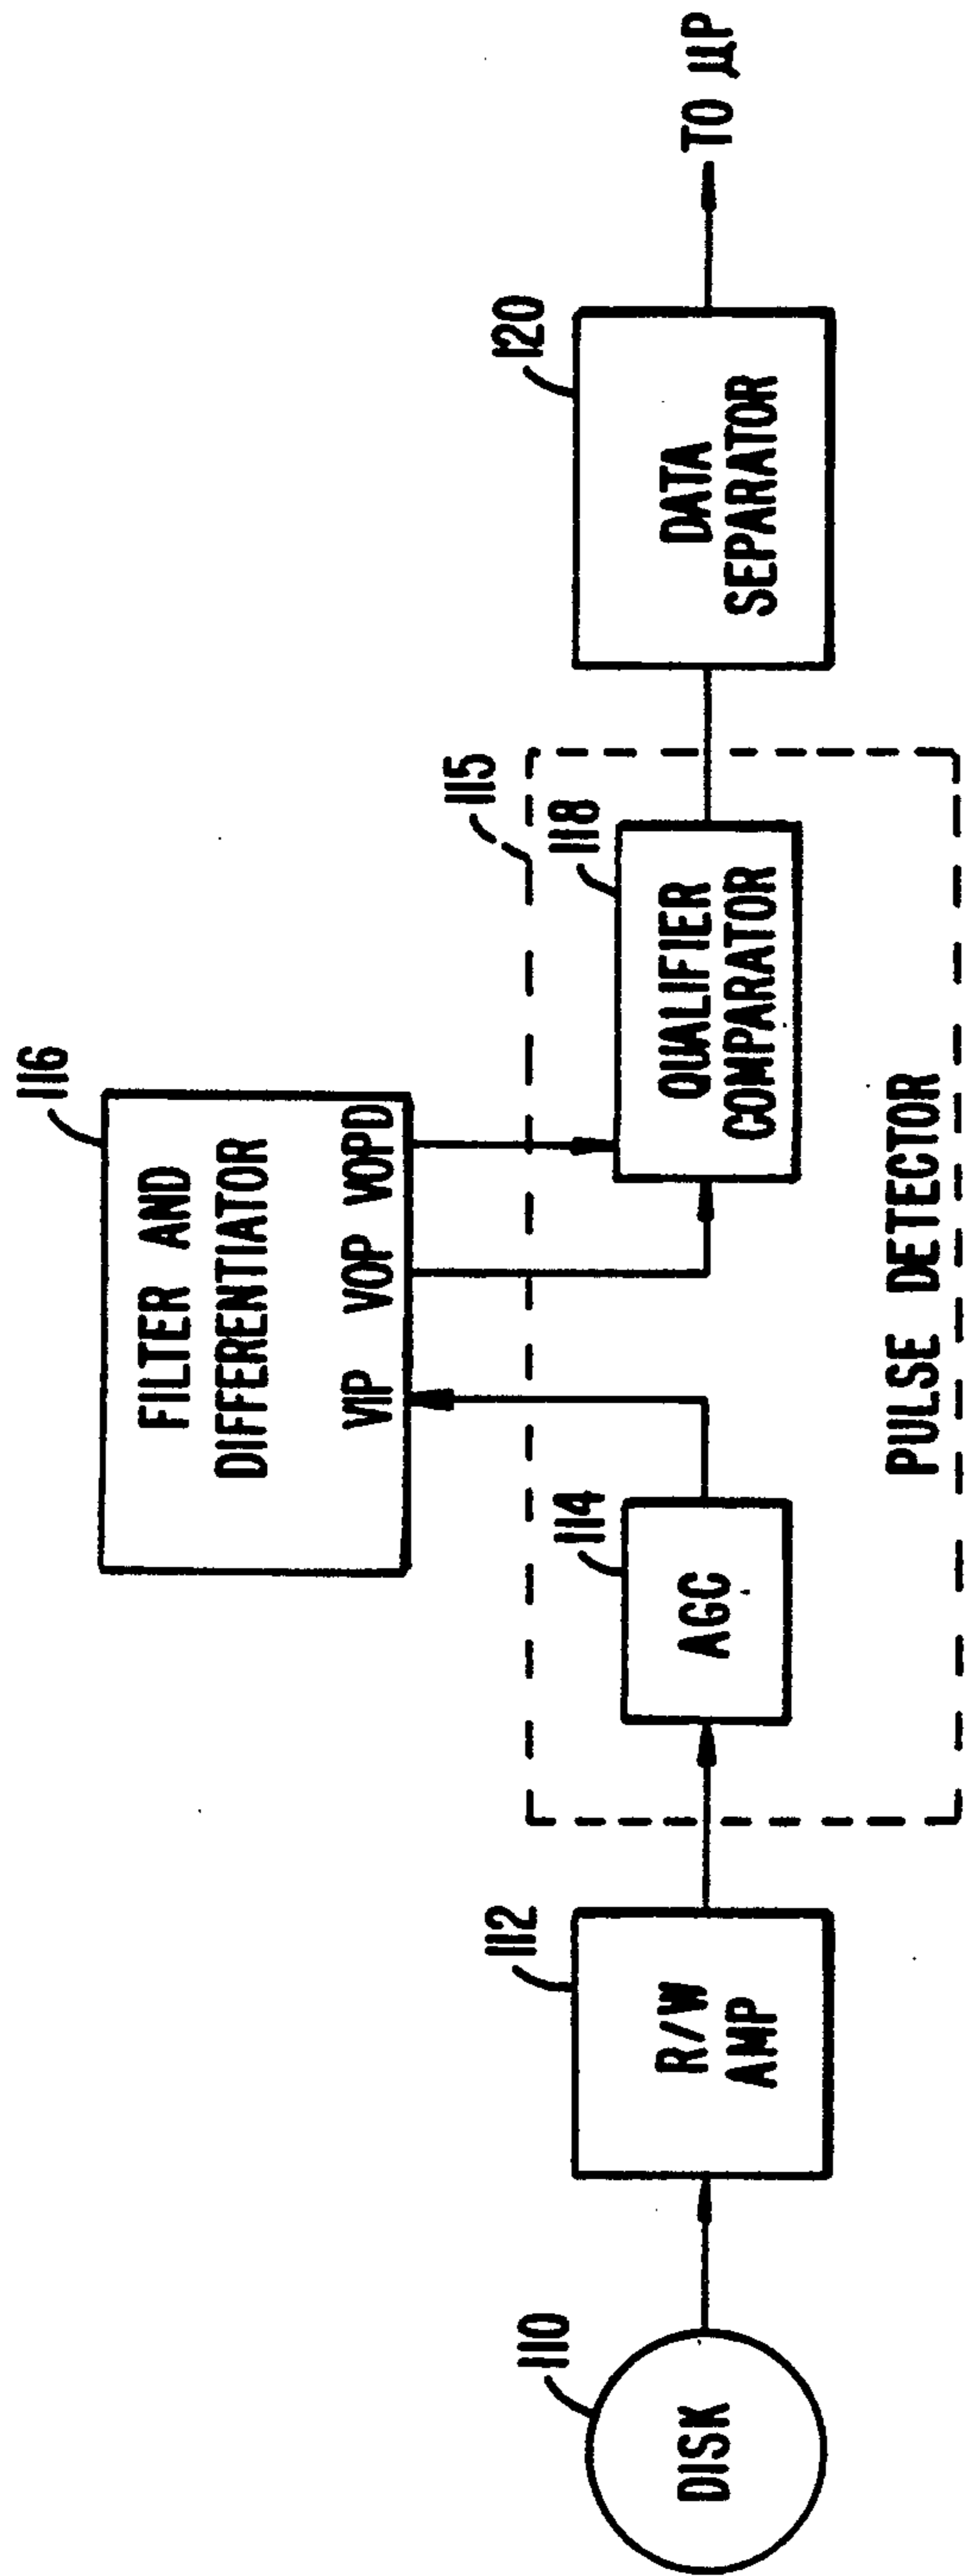 116
FILTER AND
DIFFERENTIATOR
VIP VOP VOPD
115
110
DISK
112
R/W
AMP
114
AGC
118
QUALIFIER
COMPARATOR
PULSE DETECTOR
120
DATA
SEPARATOR
TO µP